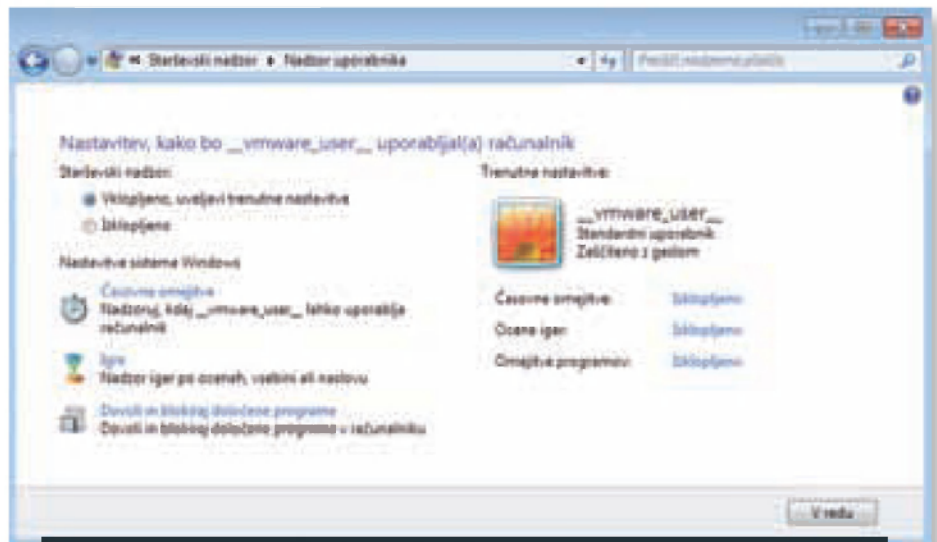 Starševski nadzor ▸ Nadzor uporabnika
Nastavitev, kako bo __vmware_user__ uporabljal(a) računalnik
Starševski nadzor:
Vklopljeno, uveljavi trenutne nastavitve
Izklopljeno
Nastavitve sistema Windows
Časovne omejitve
Nadzoruj, kdaj __vmware_user__ lahko uporablja
računalnik
Igre
Nadzor iger po ocenah, vsebini ali naslovu
Dovoli in blokiraj določene programe
Dovoli in blokiraj določene programe v računalniku
Trenutne nastavitve:
__vmware_user__
Standardni uporabnik
Zaščiteno z geslom
Časovne omejitve: Izklopljeno
Ocene iger: Izklopljeno
Omejitve programov: Izklopljeno
V redu